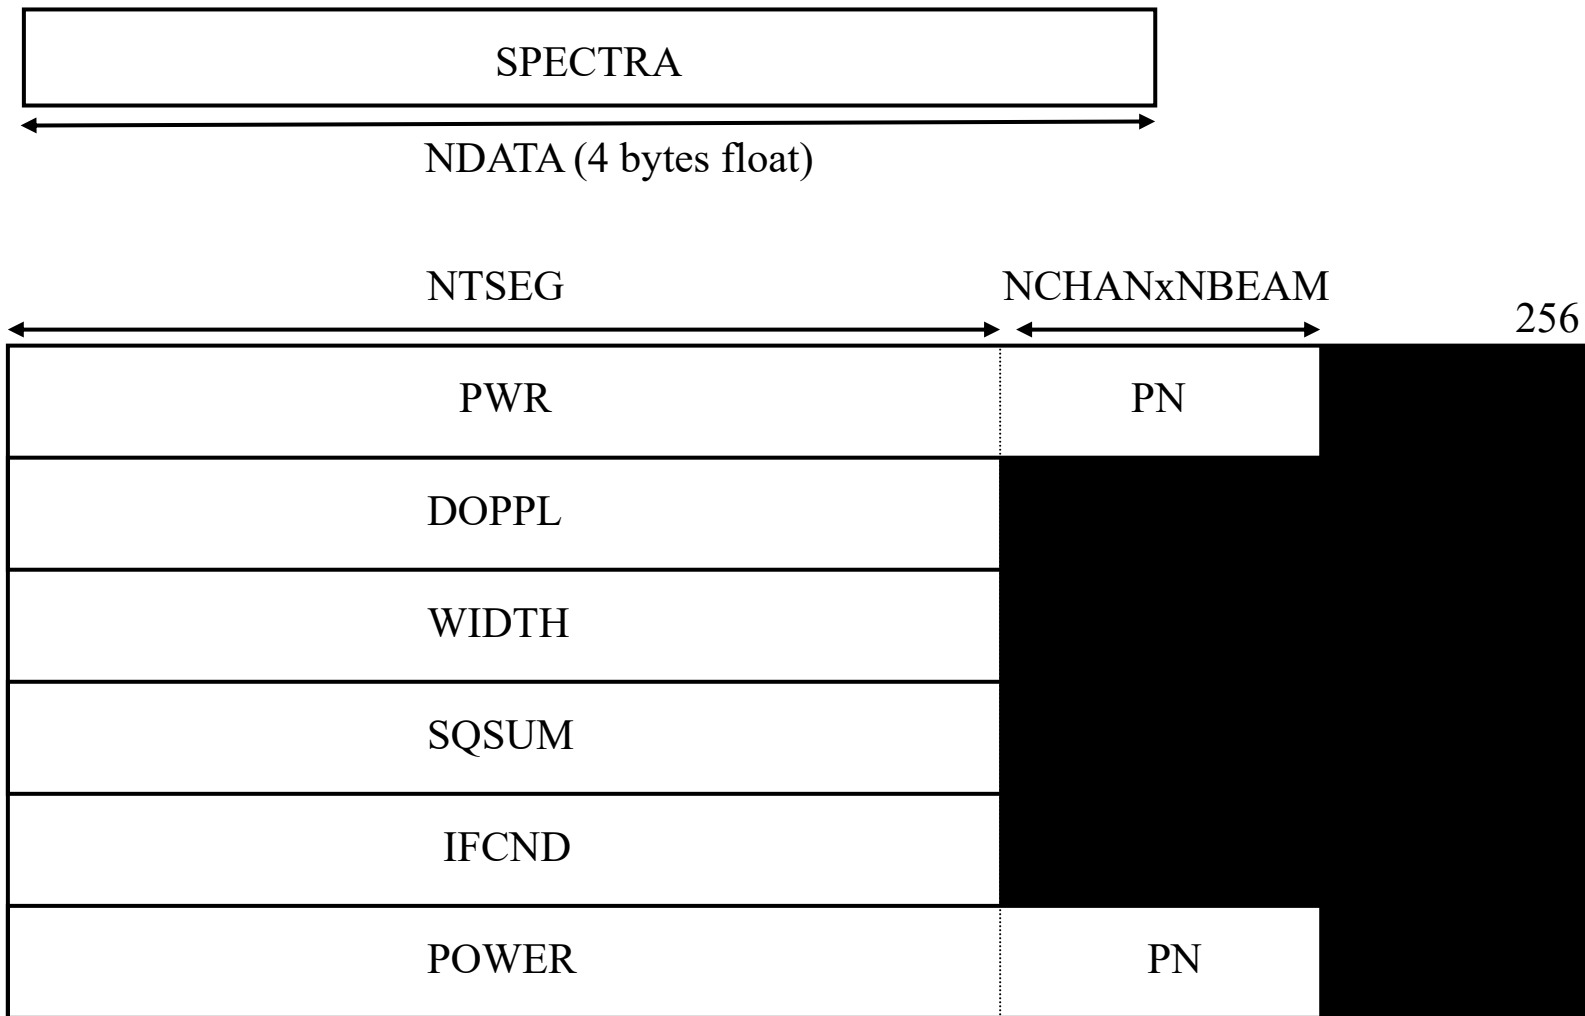 SPECTRA
NDATA (4 bytes float)
NTSEG
NCHANxNBEAM
256
PWR
PN
DOPPL
WIDTH
SQSUM
IFCND
POWER
PN